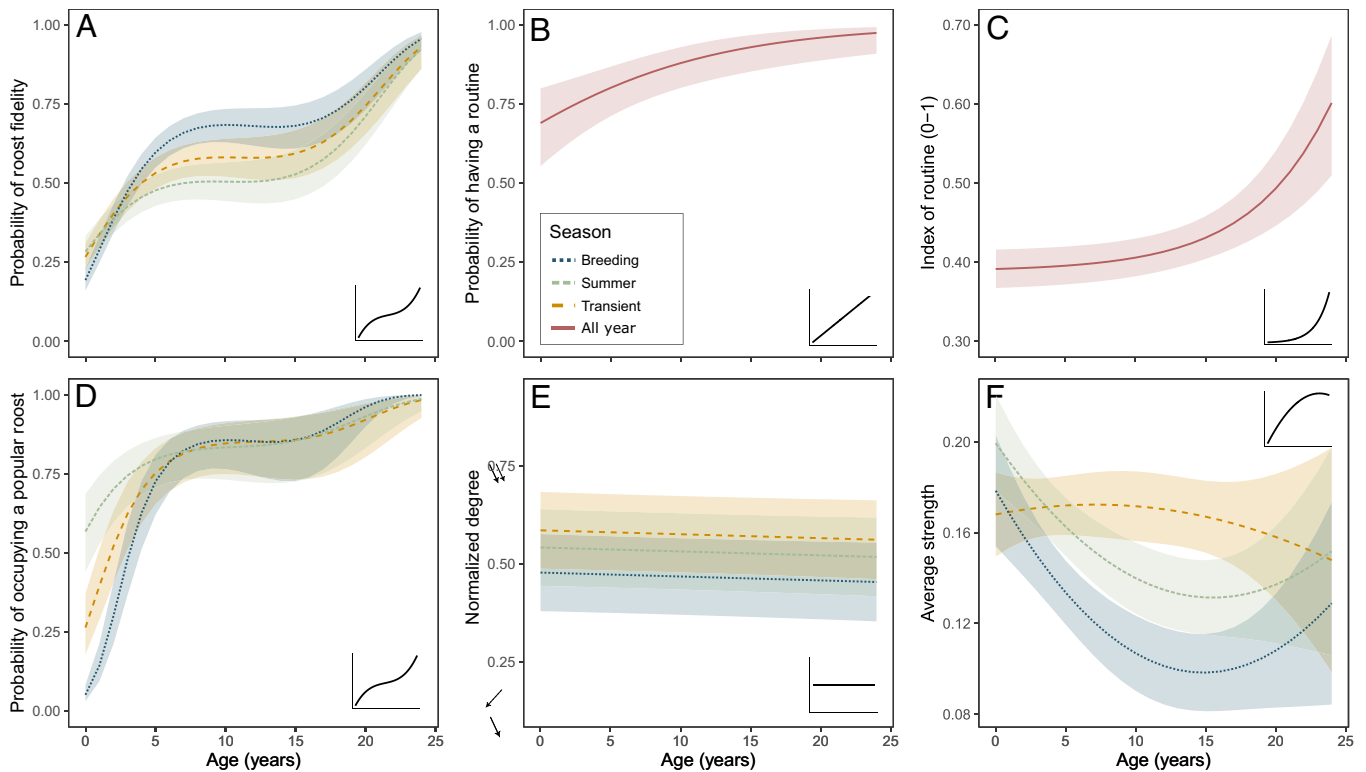 A
B
C
Probability of roost fidelity
1.00
0.75
0.50
0.25
0.00
Probability of having a routine
1.00
0.75
0.50
0.25
0.00
Season
Breeding
Summer
Transient
All year
Index of routine (0−1)
0.70
0.60
0.50
0.40
0.30
D
E
F
Probability of occupying a popular roost
1.00
0.75
0.50
0.25
0.00
0 5 10 15 20 25
Age (years)
Normalized degree
0.75
0.50
0.25
0 5 10 15 20 25
Age (years)
Average strength
0.20
0.16
0.12
0.08
0 5 10 15 20 25
Age (years)